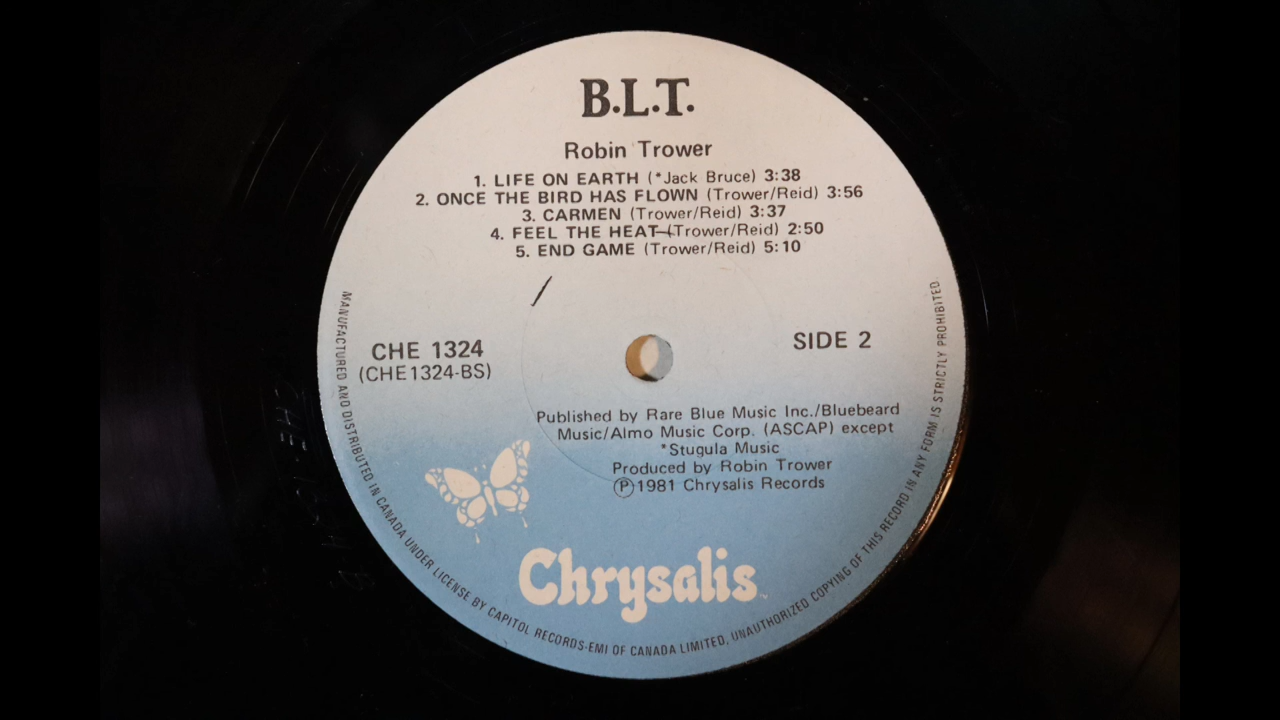 B.L.T.
Robin Trower
1. LIFE ON EARTH (*Jack Bruce) 3:38
2. ONCE THE BIRD HAS FLOWN (Trower/Reid) 3:56
3. CARMEN (Trower/Reid) 3:37
4. FEEL THE HEAT (Trower/Reid) 2:50
5. END GAME (Trower/Reid) 5:10
CHE 1324
(CHE1324-BS)
SIDE 2
Published by Rare Blue Music Inc./Bluebeard
Music/Almo Music Corp. (ASCAP) except
*Stugula Music
Produced by Robin Trower
Ⓟ1981 Chrysalis Records
Chrysalis
MANUFACTURED AND DISTRIBUTED IN CANADA UNDER LICENSE BY CAPITOL RECORDS-EMI OF CANADA LIMITED, UNAUTHORIZED COPYING OF THIS RECORD IN ANY FORM IS STRICTLY PROHIBITED